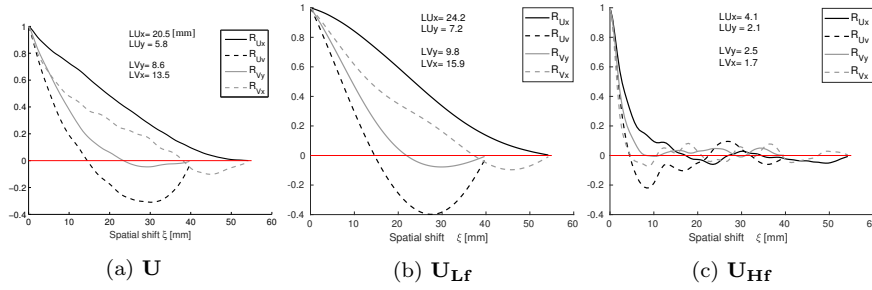 LUx= 20.5 [mm]
LUy = 5.8
LVy= 8.6
LVx= 13.5
R_Ux
R_Uv
R_Vy
R_Vx
1
0.8
0.6
0.4
0.2
0
−0.2
−0.4
0 10 20 30 40 50 60
Spatial shift ξ [mm]
(a) U
LUx= 24.2
LUy= 7.2
LVy= 9.8
LVx= 15.9
R_Ux
R_Uv
R_Vy
R_Vx
1
0.8
0.6
0.4
0.2
0
-0.2
-0.4
0 10 20 30 40 50 60
Spatial shift ξ [mm]
(b) U_Lf
LUx= 4.1
LUy= 2.1
LVy= 2.5
LVx= 1.7
R_Ux
R_Uv
R_Vy
R_Vx
1
0.8
0.6
0.4
0.2
0
-0.2
-0.4
0 10 20 30 40 50 60
Spatial shift ξ [mm]
(c) U_Hf